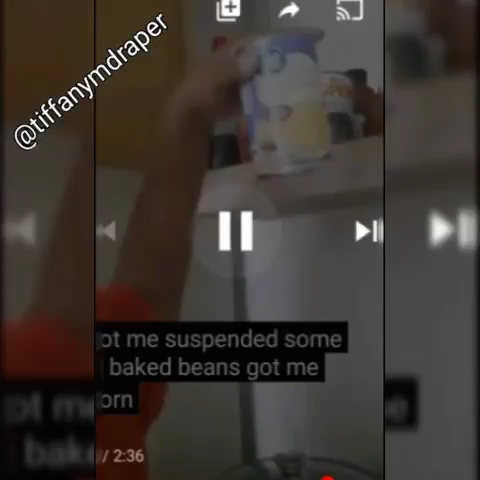 @tiffanymdraper
ot me suspended some
baked beans got me
orn
/ 2:36